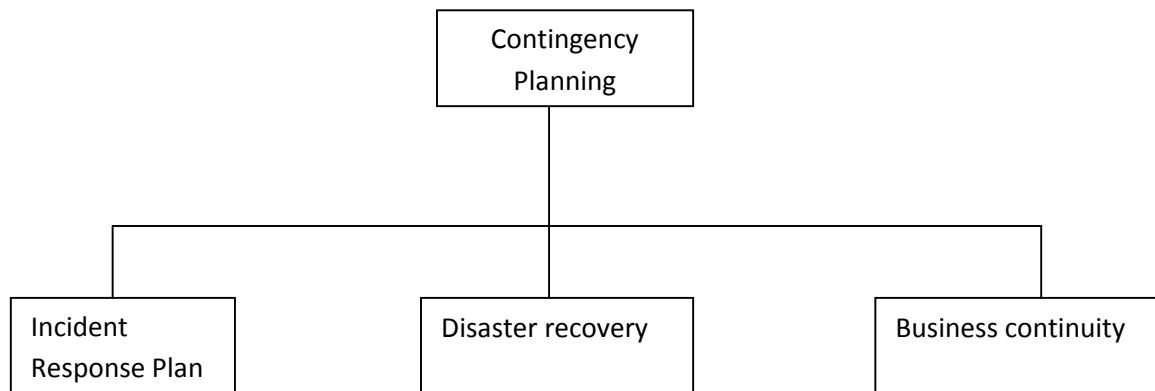 Contingency
Planning
Incident
Response Plan
Disaster recovery
Business continuity